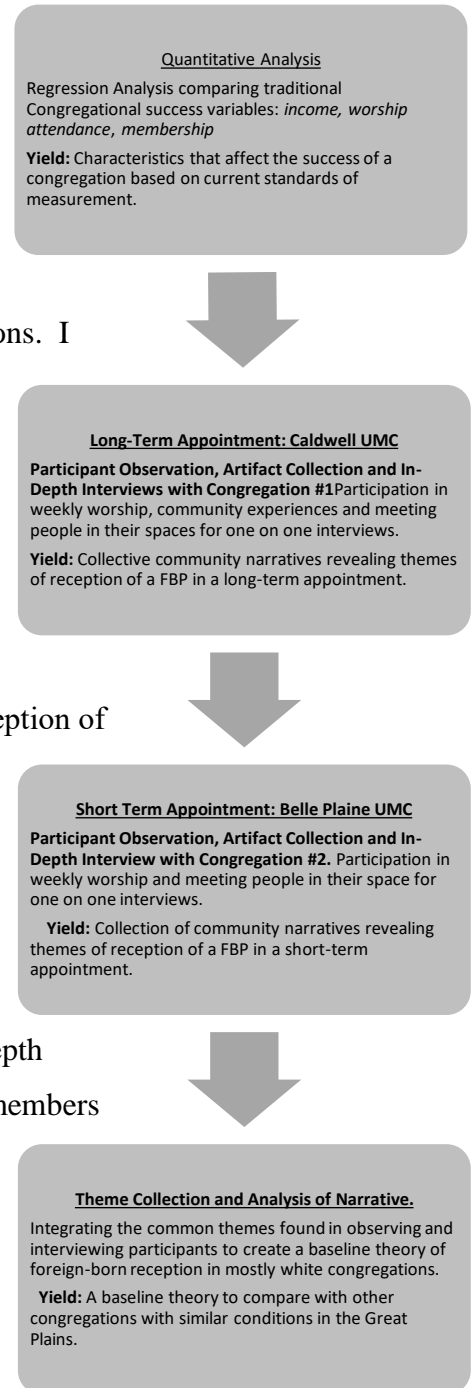 Quantitative Analysis
Regression Analysis comparing traditional
Congregational success variables: income, worship
attendance, membership
Yield: Characteristics that affect the success of a
congregation based on current standards of
measurement.
ons.  I
Long-Term Appointment: Caldwell UMC
Participant Observation, Artifact Collection and In-
Depth Interviews with Congregation #1Participation in
weekly worship, community experiences and meeting
people in their spaces for one on one interviews.
Yield: Collective community narratives revealing themes
of reception of a FBP in a long-term appointment.
eption of
Short Term Appointment: Belle Plaine UMC
Participant Observation, Artifact Collection and In-
Depth Interview with Congregation #2. Participation in
weekly worship and meeting people in their space for
one on one interviews.
Yield: Collection of community narratives revealing
themes of reception of a FBP in a short-term
appointment.
epth
members
Theme Collection and Analysis of Narrative.
Integrating the common themes found in observing and
interviewing participants to create a baseline theory of
foreign-born reception in mostly white congregations.
Yield: A baseline theory to compare with other
congregations with similar conditions in the Great
Plains.